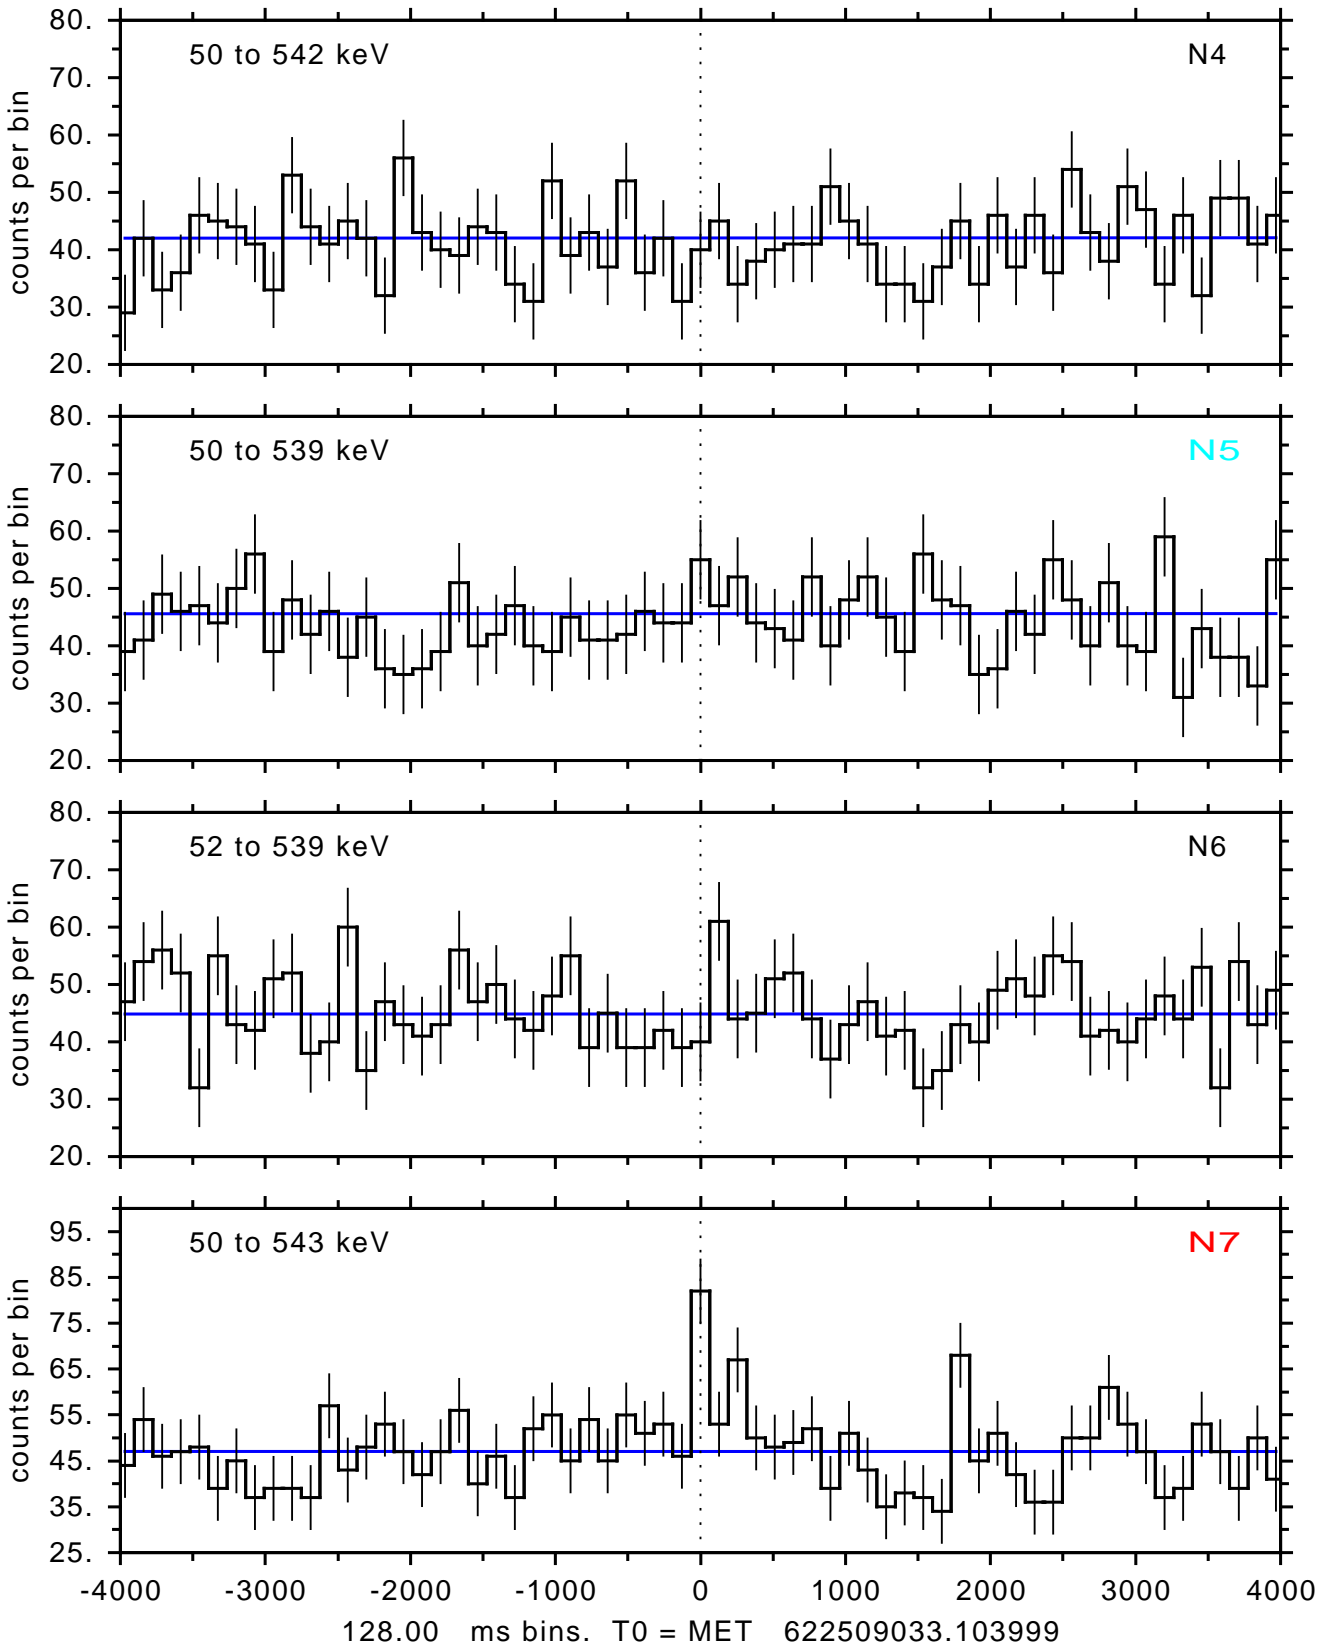 80.
50 to 542 keV N4
70.
60.
50.
40.
30.
20.
counts per bin
80.
50 to 539 keV N5
70.
60.
50.
40.
30.
20.
counts per bin
80.
52 to 539 keV N6
70.
60.
50.
40.
30.
20.
counts per bin
95.
50 to 543 keV N7
85.
75.
65.
55.
45.
35.
25.
counts per bin
-4000 -3000 -2000 -1000 0 1000 2000 3000 4000
128.00 ms bins. T0 = MET 622509033.103999